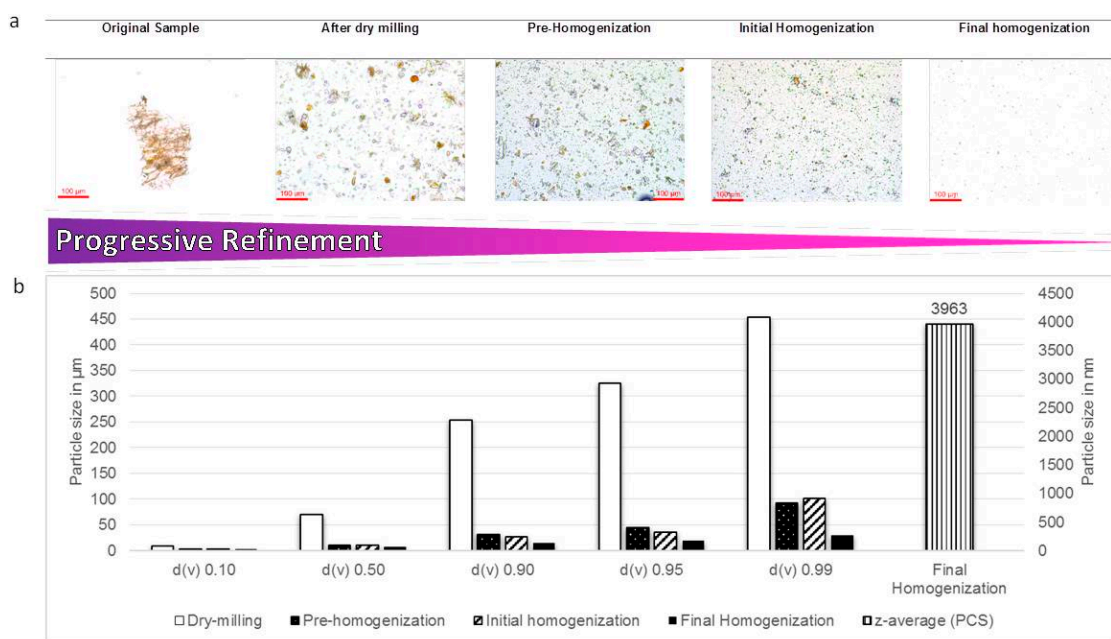 a
Original Sample After dry milling Pre-Homogenization Initial Homogenization Final homogenization
100 µm 100 µm 100 µm 100 µm 100 µm
Progressive Refinement
b
500 4500
450 4000
400 3500
350 3000
300 2500
250 2000
200 1500
150 1000
100 500
50 0
0
Particle size in µm
Particle size in nm
3963
d(v) 0.10 d(v) 0.50 d(v) 0.90 d(v) 0.95 d(v) 0.99 Final
Homogenization
Dry-milling Pre-homogenization Initial homogenization Final Homogenization z-average (PCS)